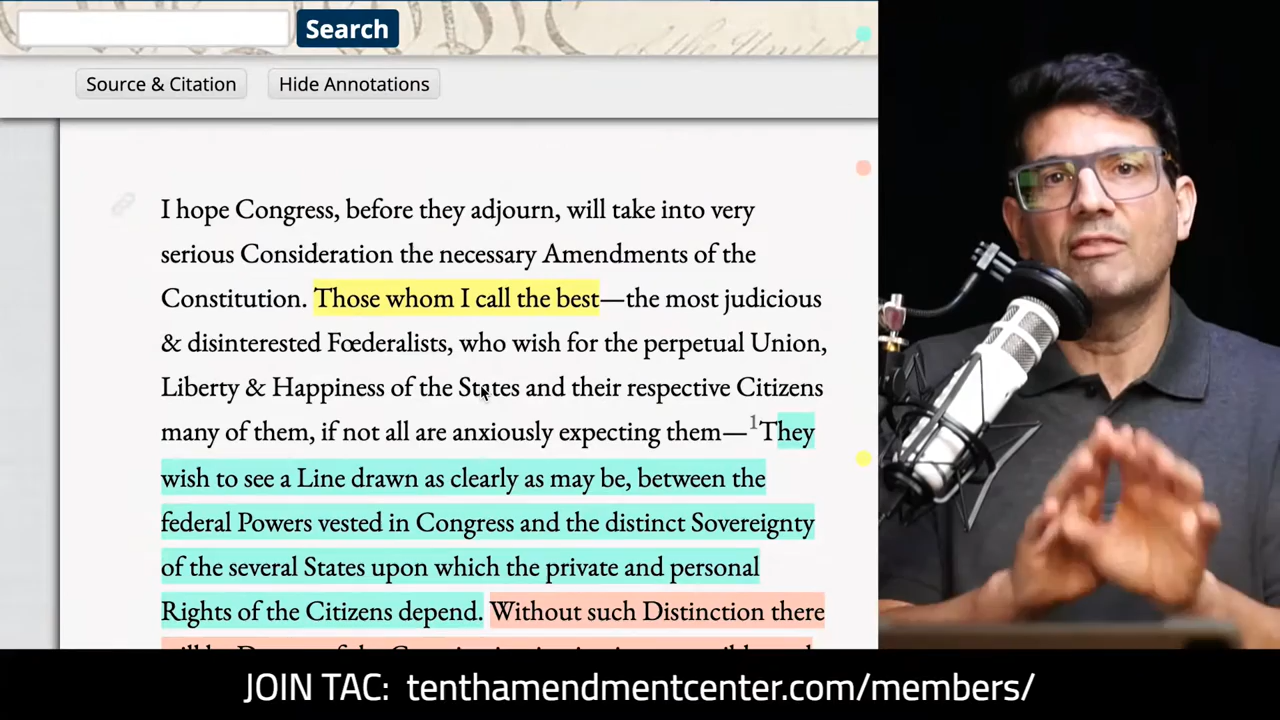 Search
Source & Citation
Hide Annotations
I hope Congress, before they adjourn, will take into very
serious Consideration the necessary Amendments of the
Constitution. Those whom I call the best—the most judicious
& disinterested Fœderalists, who wish for the perpetual Union,
Liberty & Happiness of the States and their respective Citizens
many of them, if not all are anxiously expecting them—¹They
wish to see a Line drawn as clearly as may be, between the
federal Powers vested in Congress and the distinct Sovereignty
of the several States upon which the private and personal
Rights of the Citizens depend. Without such Distinction there
JOIN TAC: tenthamendmentcenter.com/members/